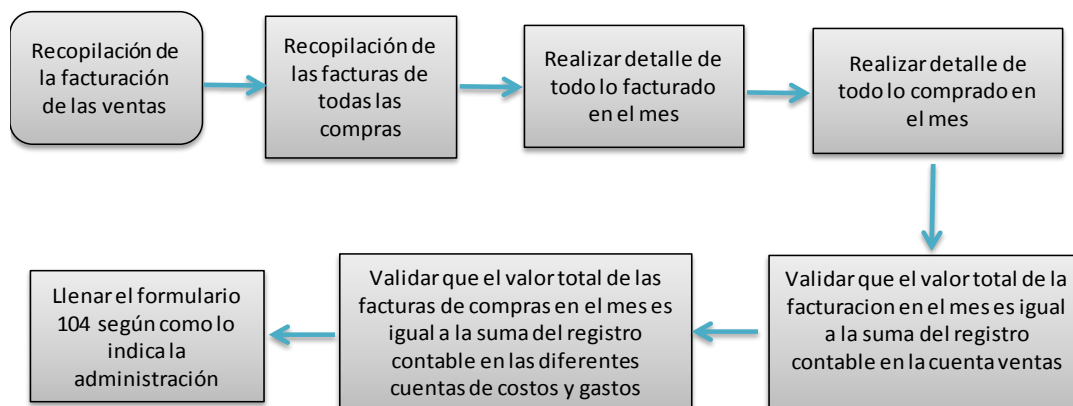 Recopilación de
la facturación
de las ventas
Recopilación de
las facturas de
todas las
compras
Realizar detalle de
todo lo facturado
en el mes
Realizar detalle de
todo lo comprado en
el mes
Validar que el valor total de la
facturacion en el mes es igual
a la suma del registro
contable en la cuenta ventas
Validar que el valor total de las
facturas de compras en el mes es
igual a la suma del registro
contable en las diferentes
cuentas de costos y gastos
Llenar el formulario
104 según como lo
indica la
administración